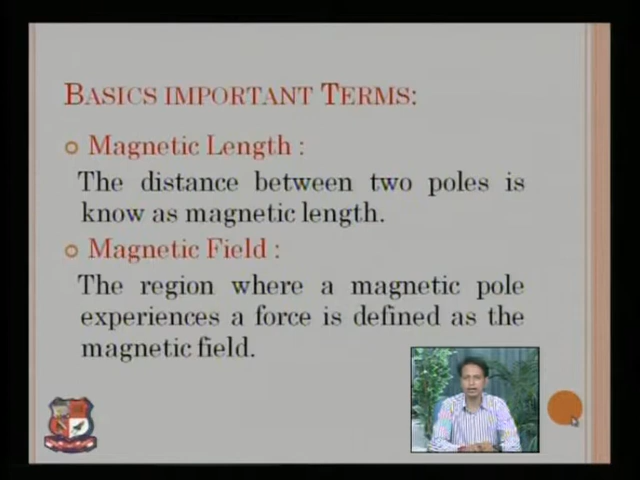 BASICS IMPORTANT TERMS:
Magnetic Length :
The distance between two poles is
know as magnetic length.
Magnetic Field :
The region where a magnetic pole
experiences a force is defined as the
magnetic field.